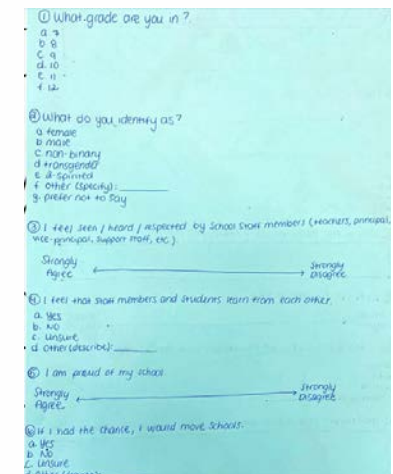 ① What grade are you in ?
a 7
b 8
c 9
d. 10
e 11
f 12
② What do you identify as?
a female
b male
c non-binary
d transgender
e 2-spirited
f other (specify): ______
g. prefer not to say
③ I feel seen / heard / respected by school staff members (teachers, principal,
vice-principal, support staff, etc.)
Strongly Agree Strongly Disagree
④ I feel that staff members and students learn from each other.
a. Yes
b. No
c. unsure
d other (describe): ______
⑤ I am proud of my school.
Strongly Agree Strongly Disagree
⑥ If I had the chance, I would move schools.
a. Yes
b No
c. unsure